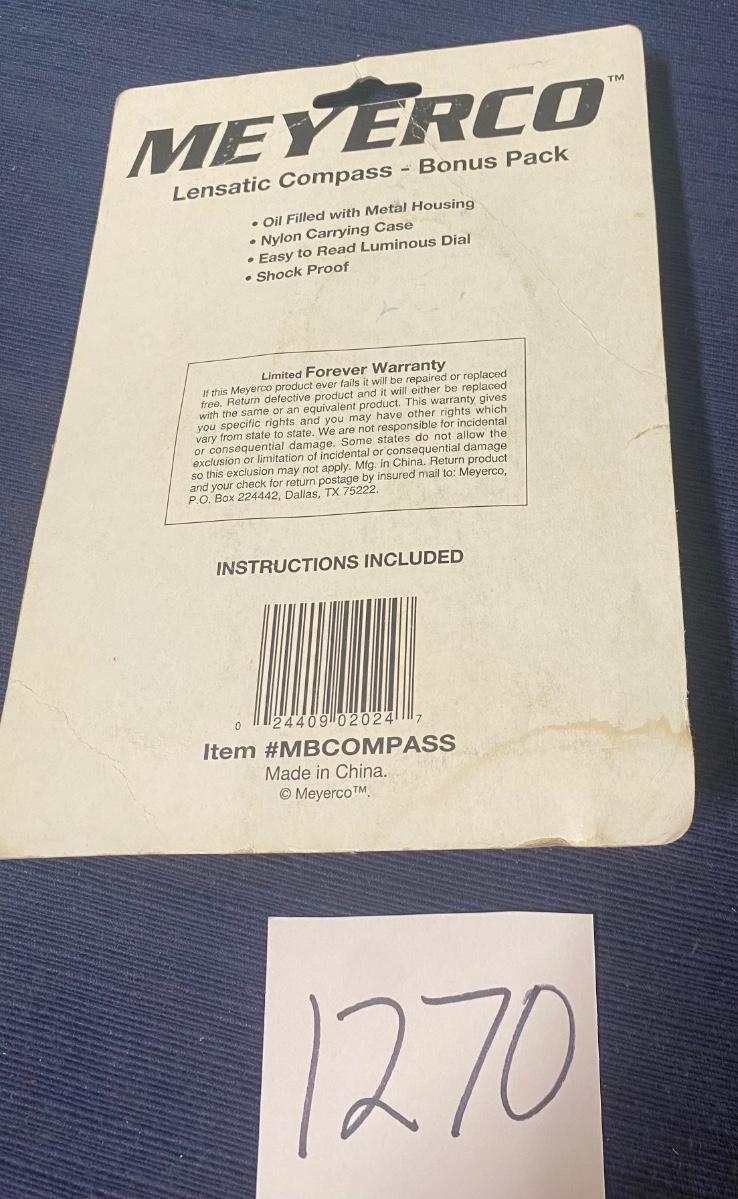 MEYERCO™
Lensatic Compass - Bonus Pack
• Oil Filled with Metal Housing
• Nylon Carrying Case
• Easy to Read Luminous Dial
• Shock Proof
Limited Forever Warranty
If this Meyerco product ever fails it will be repaired or replaced
free. Return defective product and it will either be replaced
with the same or an equivalent product. This warranty gives
you specific rights and you may have other rights which
vary from state to state. We are not responsible for incidental
or consequential damage. Some states do not allow the
exclusion or limitation of incidental or consequential damage
so this exclusion may not apply. Mfg. in China. Return product
and your check for return postage by insured mail to: Meyerco,
P.O. Box 224442, Dallas, TX 75222.
INSTRUCTIONS INCLUDED
0 24409 02024 7
Item #MBCOMPASS
Made in China.
© Meyerco™.
1270